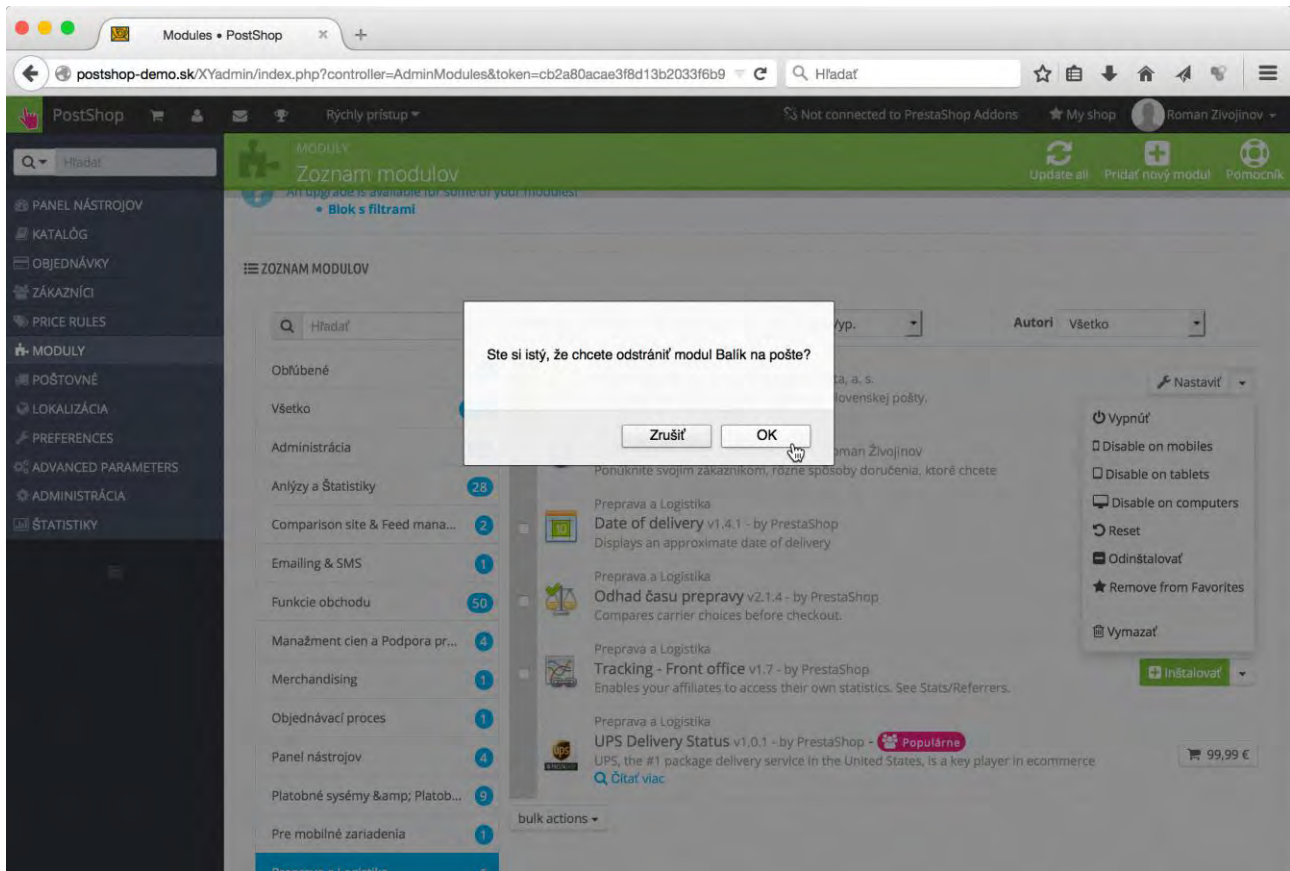 Modules • PostShop
postshop-demo.sk/XYadmin/index.php?controller=AdminModules&token=cb2a80acae3f8d13b2033f6b9
Hľadať
PostShop
Rýchly prístup
Not connected to PrestaShop Addons
My shop
Roman Zivojinov
Hľadať
MODULY
Zoznam modulov
Update all
Pridať nový modul
Pomocník
An upgrade is available for some of your modules!
• Blok s filtrami
PANEL NÁSTROJOV
KATALÓG
OBJEDNÁVKY
ZÁKAZNÍCI
PRICE RULES
MODULY
POŠTOVNÉ
LOKALIZÁCIA
PREFERENCES
ADVANCED PARAMETERS
ADMINISTRÁCIA
ŠTATISTIKY
ZOZNAM MODULOV
Hľadať
Vyp.
Autori Všetko
Ste si istý, že chcete odstrániť modul Balík na pošte?
Zrušiť OK
Obľúbené
Všetko
Administrácia
Anlýzy a Štatistiky 28
Comparison site & Feed mana... 2
Emailing & SMS 1
Funkcie obchodu 50
Manažment cien a Podpora pr... 4
Merchandising 1
Objednávací proces 1
Panel nástrojov 4
Platobné sysémy &amp; Platob... 9
Pre mobilné zariadenia 1
Preprava a Logistika
ta, a. s.
lovenskej pošty.
oman Živojinov
Ponúknite svojim zákazníkom, rôzne spôsoby doručenia, ktoré chcete
Preprava a Logistika
Date of delivery v1.4.1 - by PrestaShop
Displays an approximate date of delivery
Preprava a Logistika
Odhad času prepravy v2.1.4 - by PrestaShop
Compares carrier choices before checkout.
Preprava a Logistika
Tracking - Front office v1.7 - by PrestaShop
Enables your affiliates to access their own statistics. See Stats/Referrers.
Preprava a Logistika
UPS Delivery Status v1.0.1 - by PrestaShop - Populárne
UPS, the #1 package delivery service in the United States, is a key player in ecommerce
Čítať viac
bulk actions
Nastaviť
Vypnúť
Disable on mobiles
Disable on tablets
Disable on computers
Reset
Odinštalovať
Remove from Favorites
Vymazať
Inštalovať
99,99 €